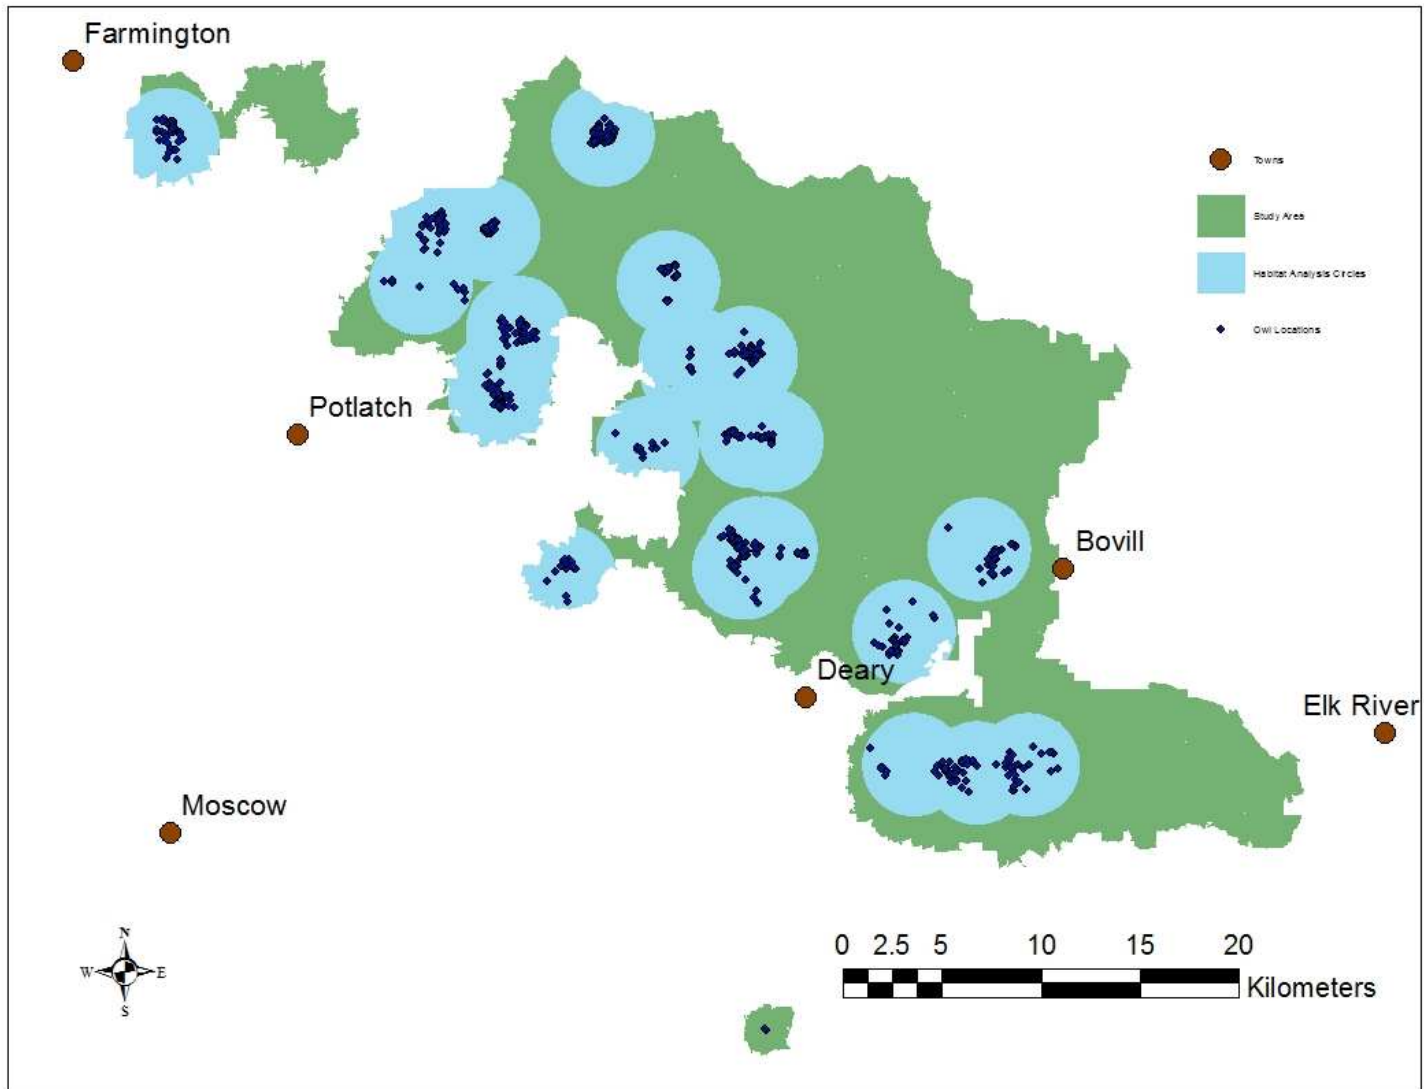 Farmington
Towns
Study Area
Habitat Analysis Circles
Owl Locations
Potlatch
Bovill
Deary
Elk River
Moscow
N
W E
S
0 2.5 5 10 15 20
Kilometers